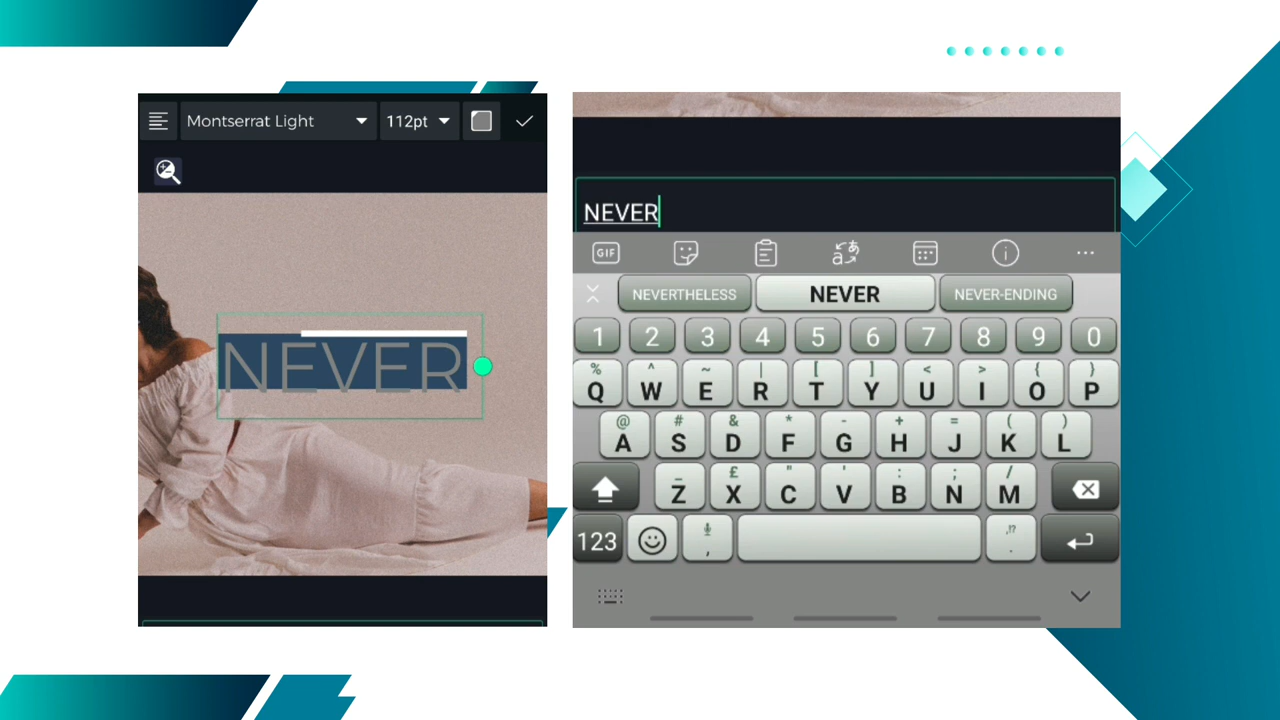 Montserrat Light
112pt
NEVER
NEVER
GIF
NEVERTHELESS NEVER NEVER-ENDING
1 2 3 4 5 6 7 8 9 0
% ^ ~ | [ ] < > { }
Q W E R T Y U I O P
@ # & * - + = ( )
A S D F G H J K L
_ £ " ' : ; /
Z X C V B N M
123 , .